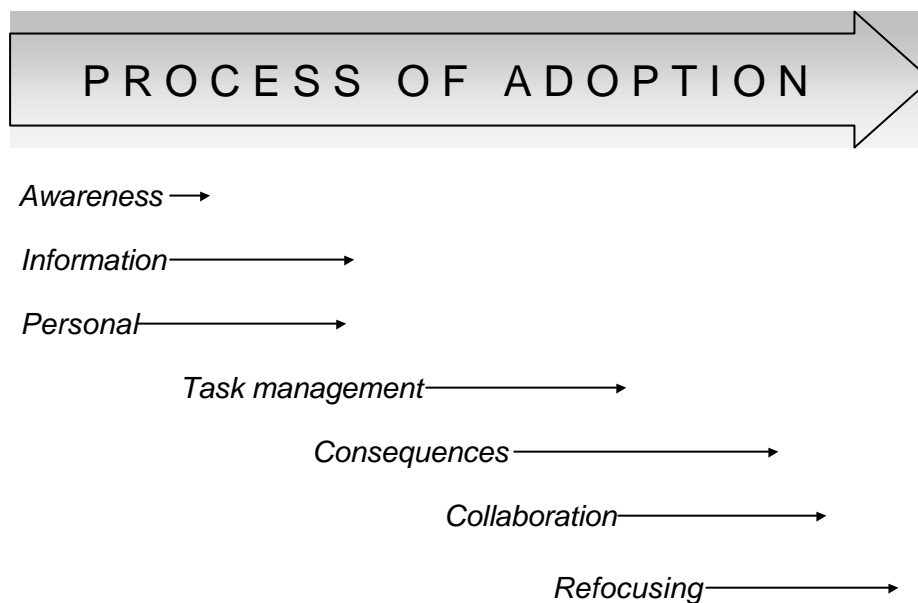 PROCESS OF ADOPTION
Awareness
Information
Personal
Task management
Consequences
Collaboration
Refocusing